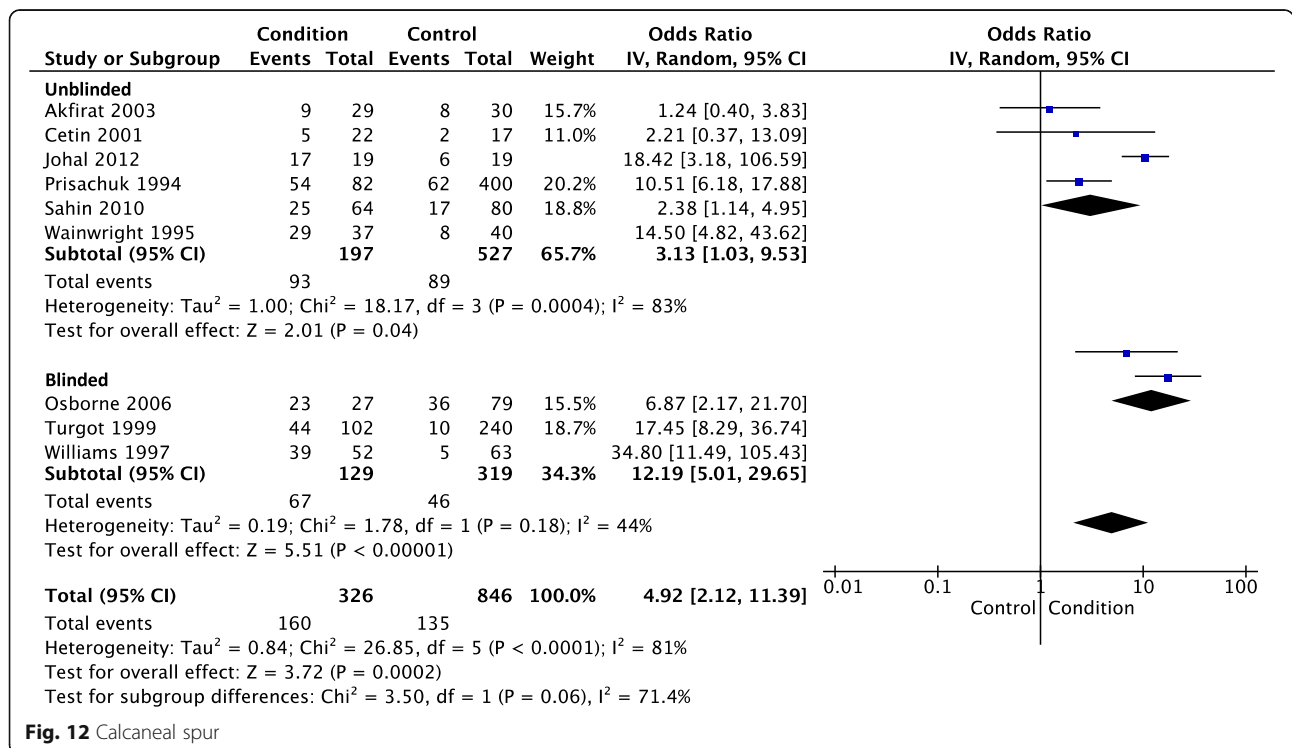 Condition Control Odds Ratio Odds Ratio
Study or Subgroup Events Total Events Total Weight IV, Random, 95% CI IV, Random, 95% CI
Unblinded
Akfirat 2003 9 29 8 30 15.7% 1.24 [0.40, 3.83]
Cetin 2001 5 22 2 17 11.0% 2.21 [0.37, 13.09]
Johal 2012 17 19 6 19 18.42 [3.18, 106.59]
Prisachuk 1994 54 82 62 400 20.2% 10.51 [6.18, 17.88]
Sahin 2010 25 64 17 80 18.8% 2.38 [1.14, 4.95]
Wainwright 1995 29 37 8 40 14.50 [4.82, 43.62]
Subtotal (95% CI) 197 527 65.7% 3.13 [1.03, 9.53]
Total events 93 89
Heterogeneity: Tau² = 1.00; Chi² = 18.17, df = 3 (P = 0.0004); I² = 83%
Test for overall effect: Z = 2.01 (P = 0.04)
Blinded
Osborne 2006 23 27 36 79 15.5% 6.87 [2.17, 21.70]
Turgot 1999 44 102 10 240 18.7% 17.45 [8.29, 36.74]
Williams 1997 39 52 5 63 34.80 [11.49, 105.43]
Subtotal (95% CI) 129 319 34.3% 12.19 [5.01, 29.65]
Total events 67 46
Heterogeneity: Tau² = 0.19; Chi² = 1.78, df = 1 (P = 0.18); I² = 44%
Test for overall effect: Z = 5.51 (P < 0.00001)
Total (95% CI) 326 846 100.0% 4.92 [2.12, 11.39]
Total events 160 135
Heterogeneity: Tau² = 0.84; Chi² = 26.85, df = 5 (P < 0.0001); I² = 81%
Test for overall effect: Z = 3.72 (P = 0.0002)
Test for subgroup differences: Chi² = 3.50, df = 1 (P = 0.06), I² = 71.4%
0.01 0.1 1 10 100
Control Condition
Fig. 12 Calcaneal spur